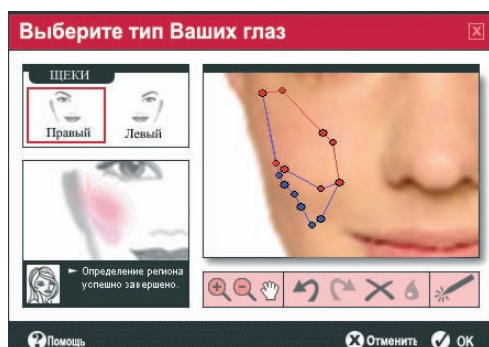 Выберите тип Ваших глаз
ЩЕКИ
Правый Левый
► Определение региона
успешно завершено.
Помощь
Отменить OK